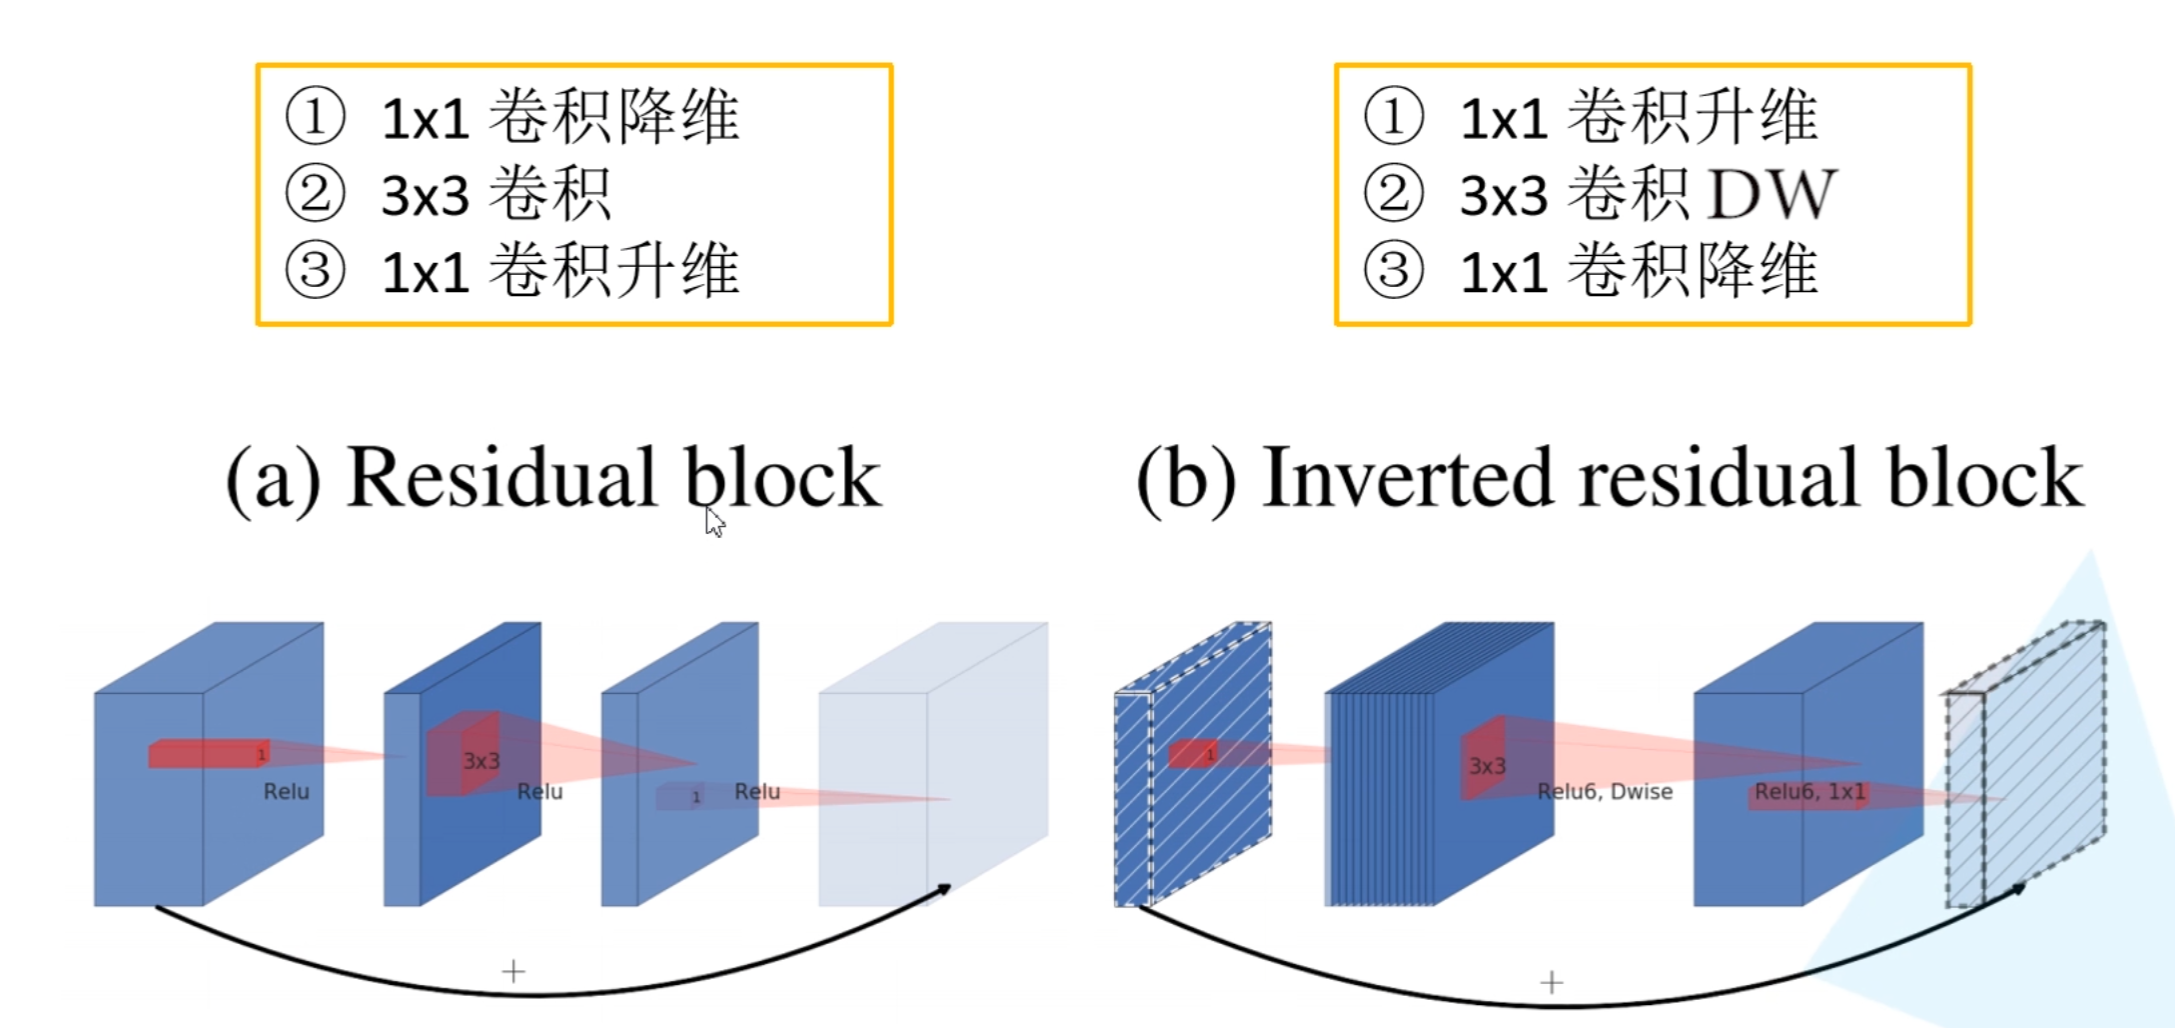 ① 1x1 卷积降维
② 3x3 卷积
③ 1x1 卷积升维
① 1x1 卷积升维
② 3x3 卷积 DW
③ 1x1 卷积降维
(a) Residual block
(b) Inverted residual block
1
Relu
3x3
Relu
1
Relu
+
1
3x3
Relu6, Dwise
Relu6, 1x1
+